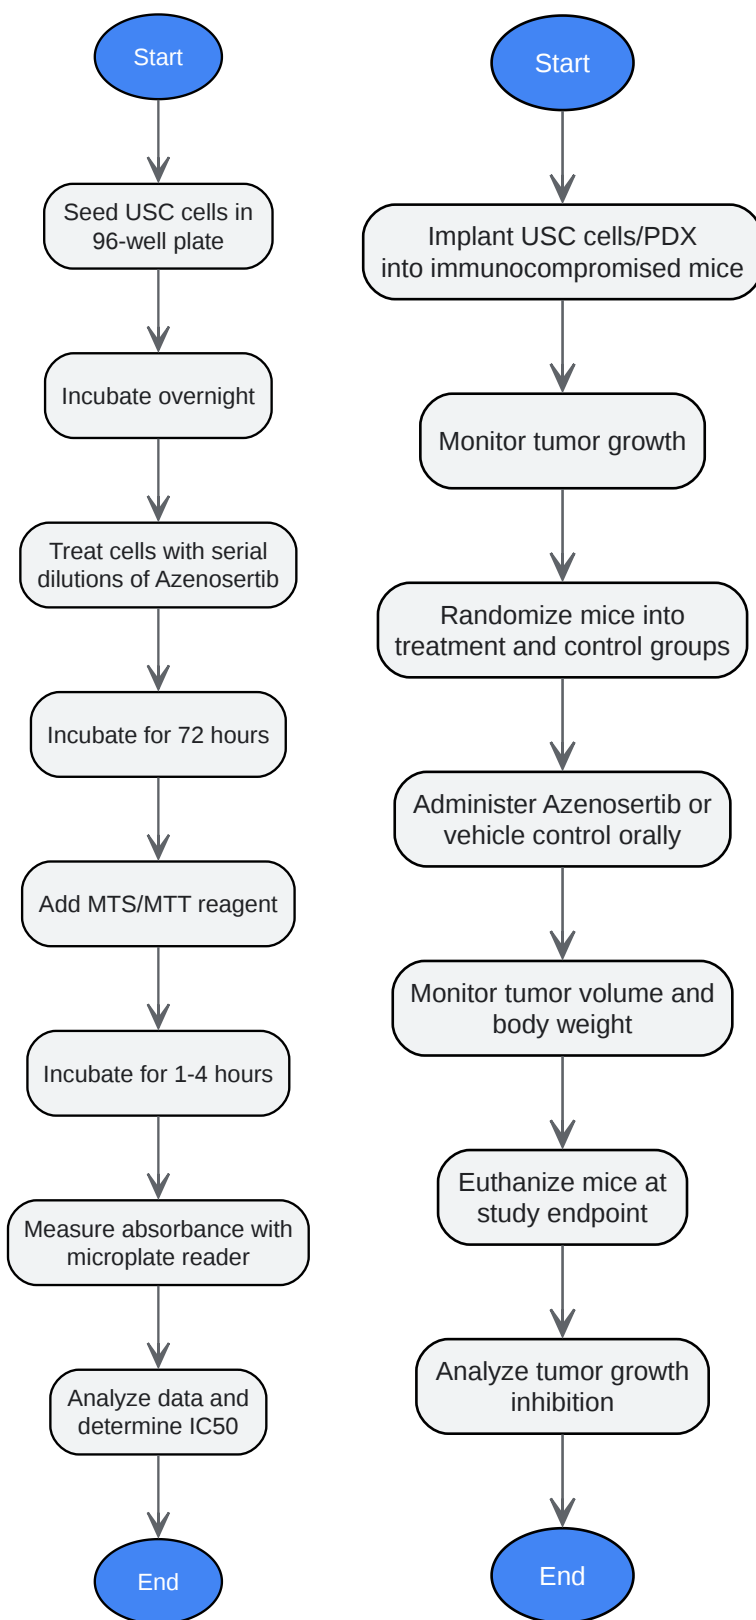 Start
Seed USC cells in
96-well plate
Incubate overnight
Treat cells with serial
dilutions of Azenosertib
Incubate for 72 hours
Add MTS/MTT reagent
Incubate for 1-4 hours
Measure absorbance with
microplate reader
Analyze data and
determine IC50
End
Start
Implant USC cells/PDX
into immunocompromised mice
Monitor tumor growth
Randomize mice into
treatment and control groups
Administer Azenosertib or
vehicle control orally
Monitor tumor volume and
body weight
Euthanize mice at
study endpoint
Analyze tumor growth
inhibition
End